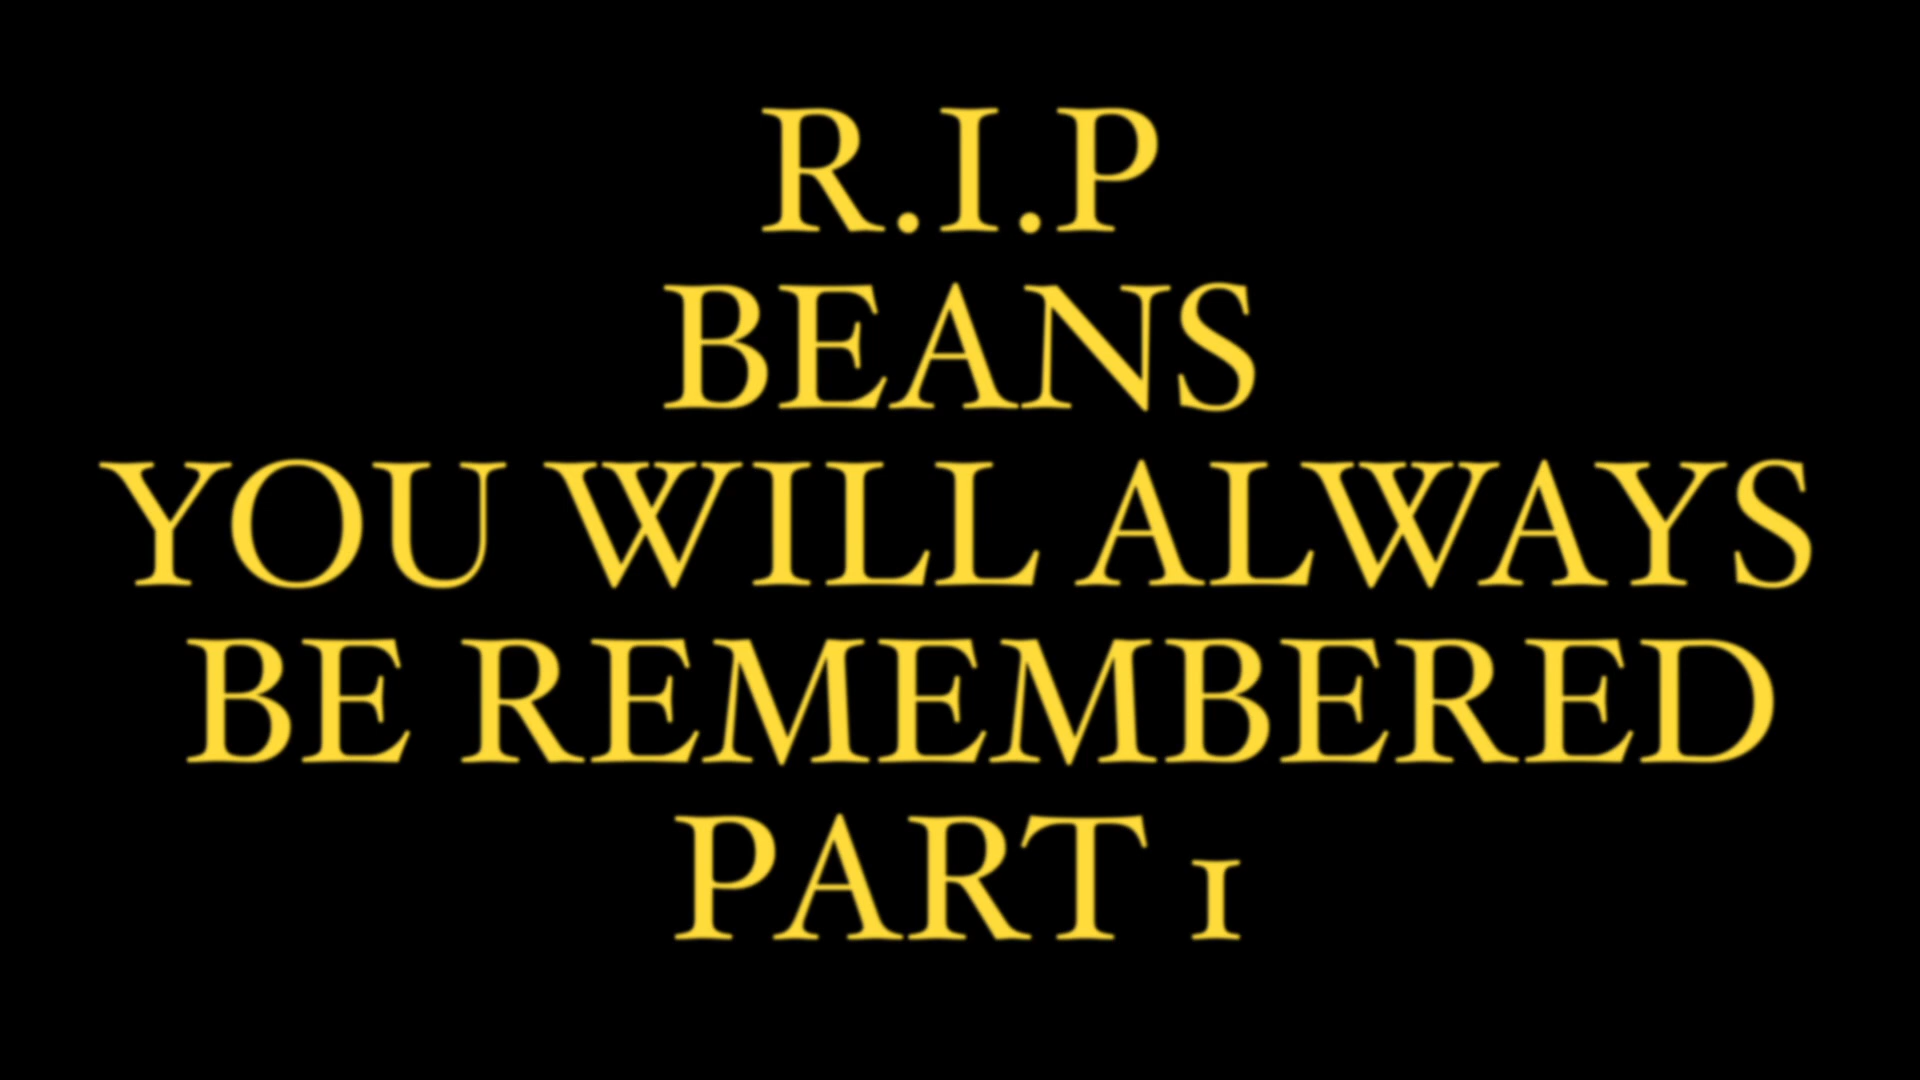 R.I.P
BEANS
YOU WILL ALWAYS
BE REMEMBERED
PART 1